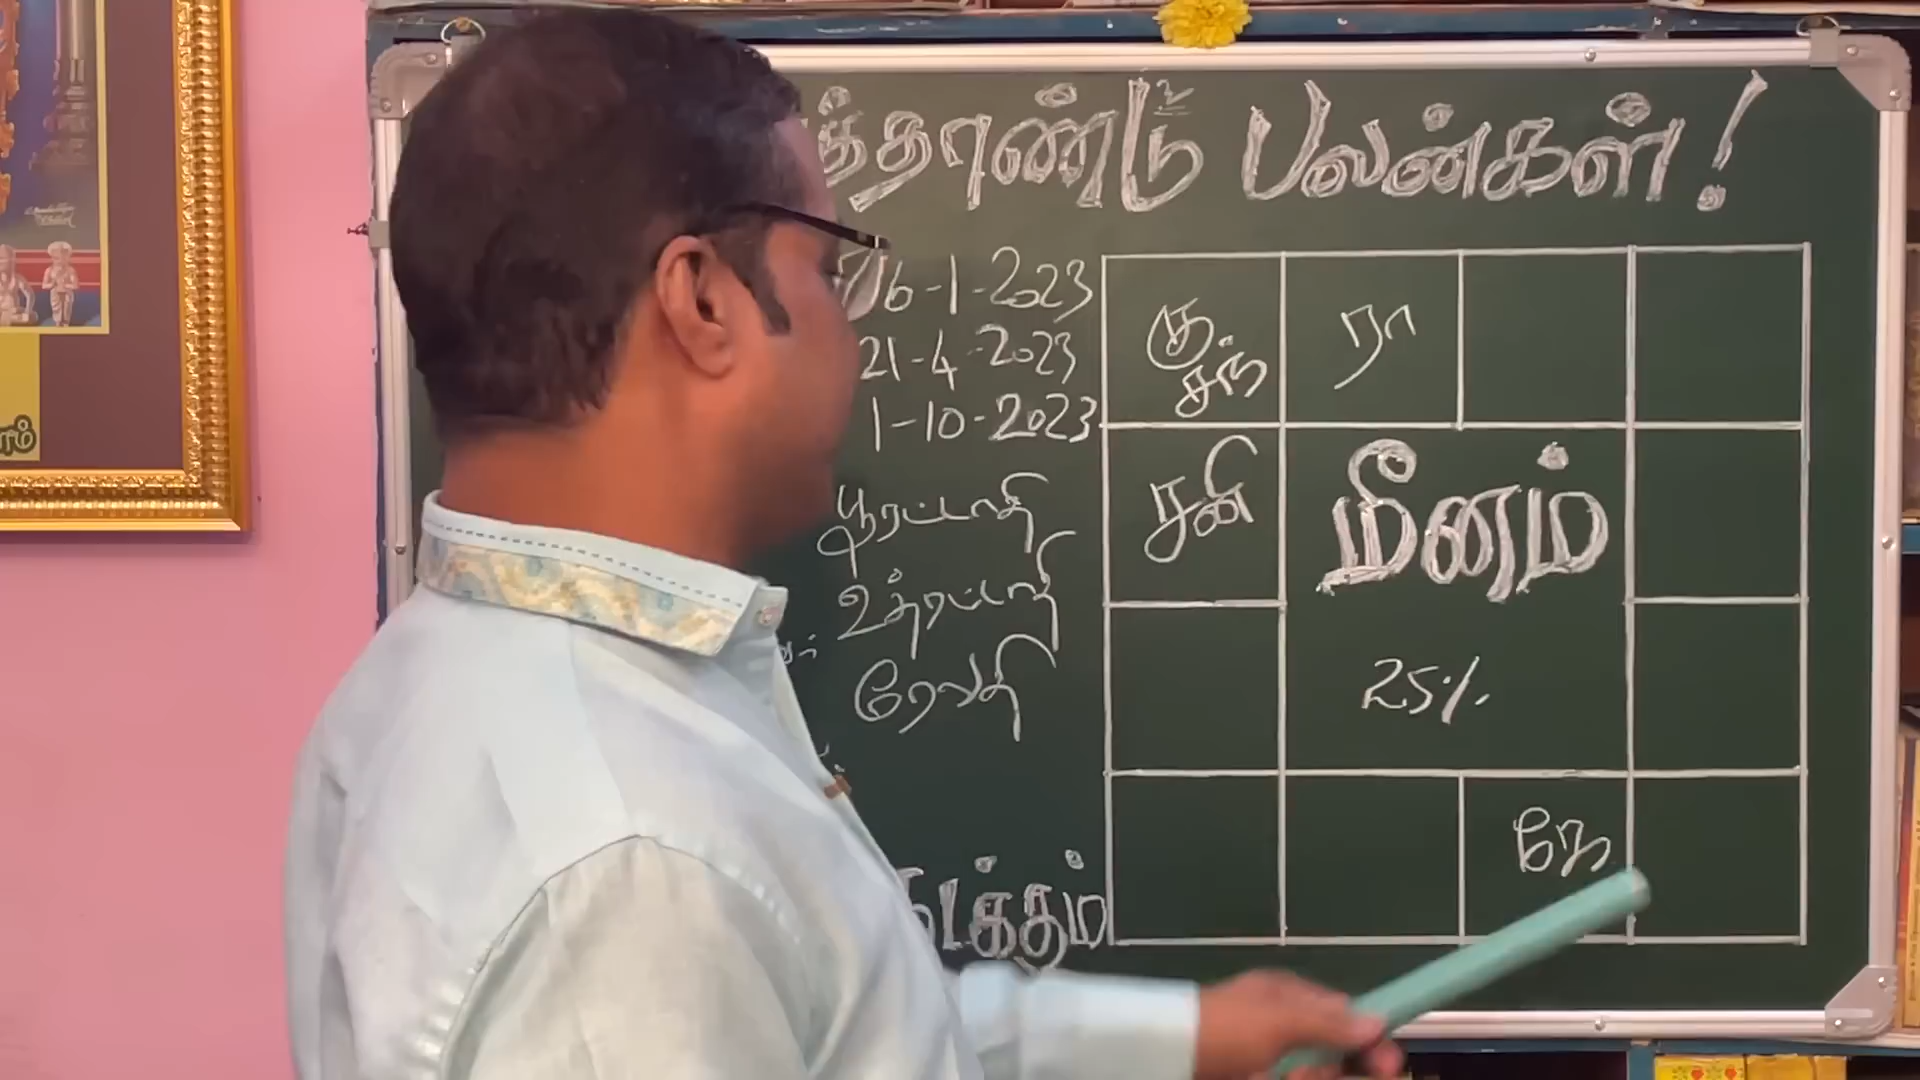 த்தாண்டு பலன்கள்!
6-1-2023
21-4-2023
1-10-2023
பூரட்டாதி
உத்ரட்டாதி
ரேவதி
கு
சந்
ரா
சனி
மீனம்
25%
கே